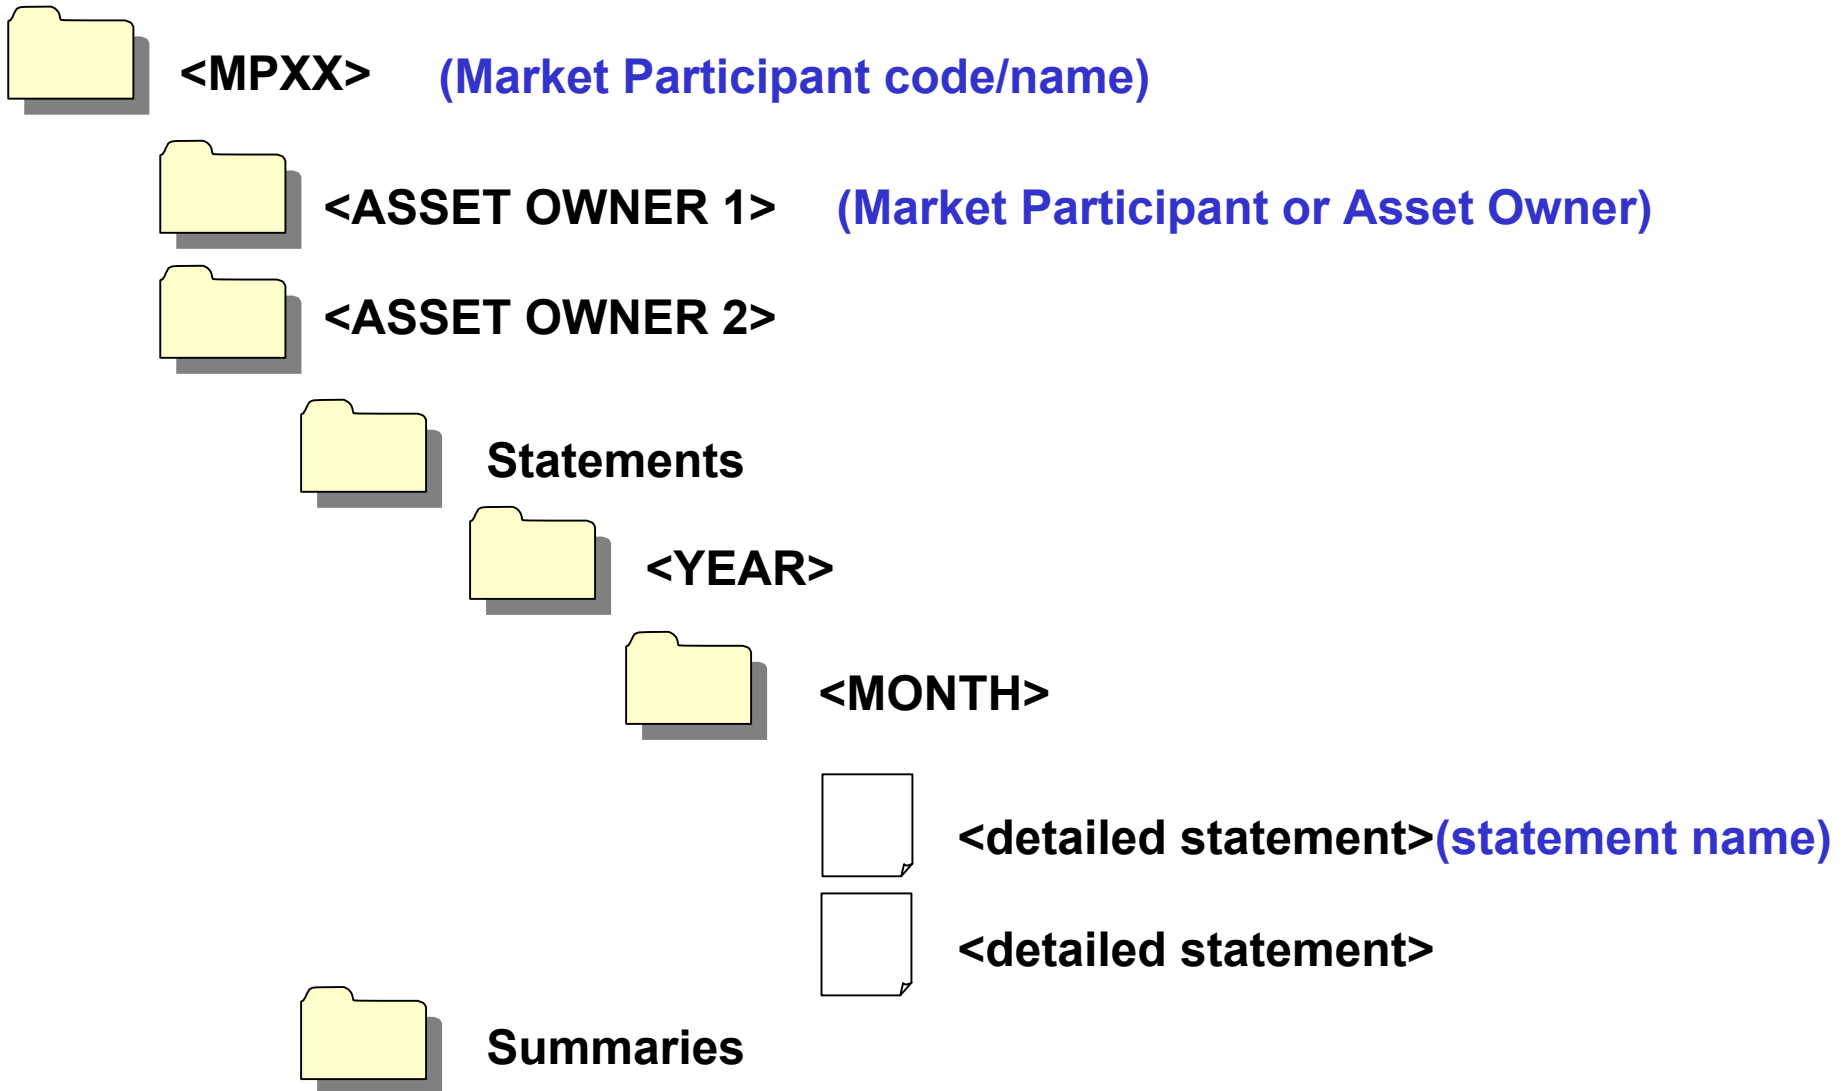 <MPXX> (Market Participant code/name)
<ASSET OWNER 1> (Market Participant or Asset Owner)
<ASSET OWNER 2>
Statements
<YEAR>
<MONTH>
<detailed statement>(statement name)
<detailed statement>
Summaries